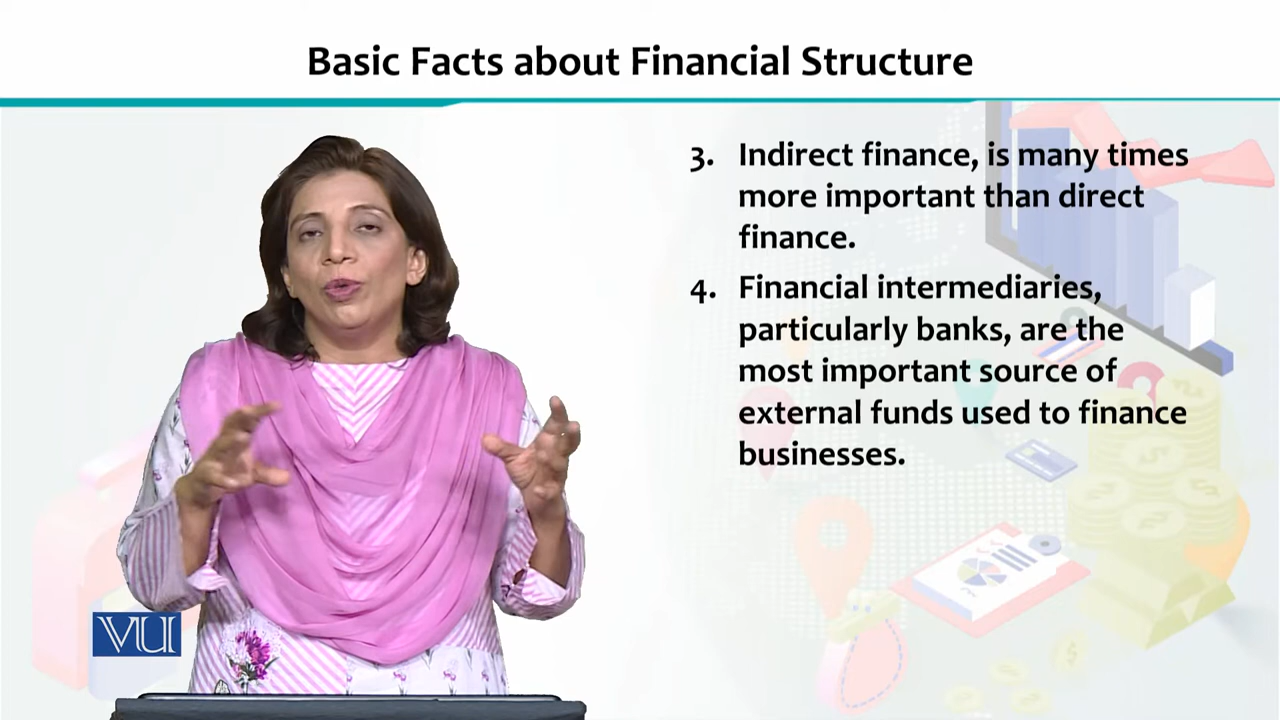 Basic Facts about Financial Structure
3. Indirect finance, is many times
more important than direct
finance.
4. Financial intermediaries,
particularly banks, are the
most important source of
external funds used to finance
businesses.
VU